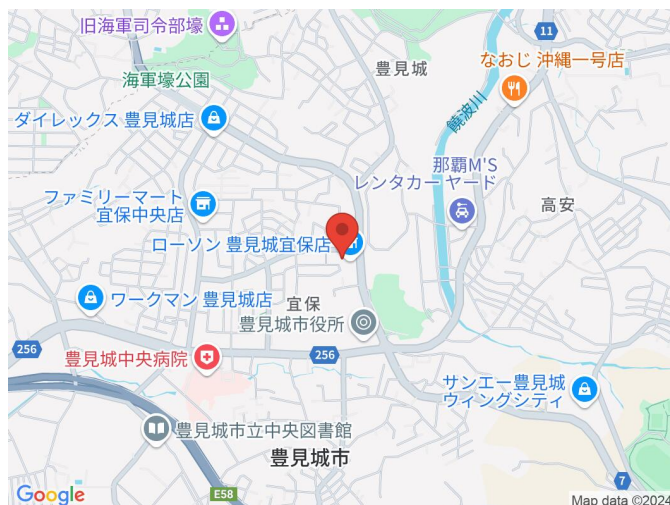 旧海軍司令部壕
11
豊見城
なおじ 沖縄一号店
海軍壕公園
饒波川
ダイレックス 豊見城店
那覇M'S
レンタカー ヤード
ファミリーマート
宜保中央店
高安
ローソン 豊見城宜保店
ワークマン 豊見城店
宜保
豊見城市役所
256
256
豊見城中央病院
サンエー豊見城
ウィングシティ
豊見城市立中央図書館
豊見城市
7
E58
Google
Map data ©2024